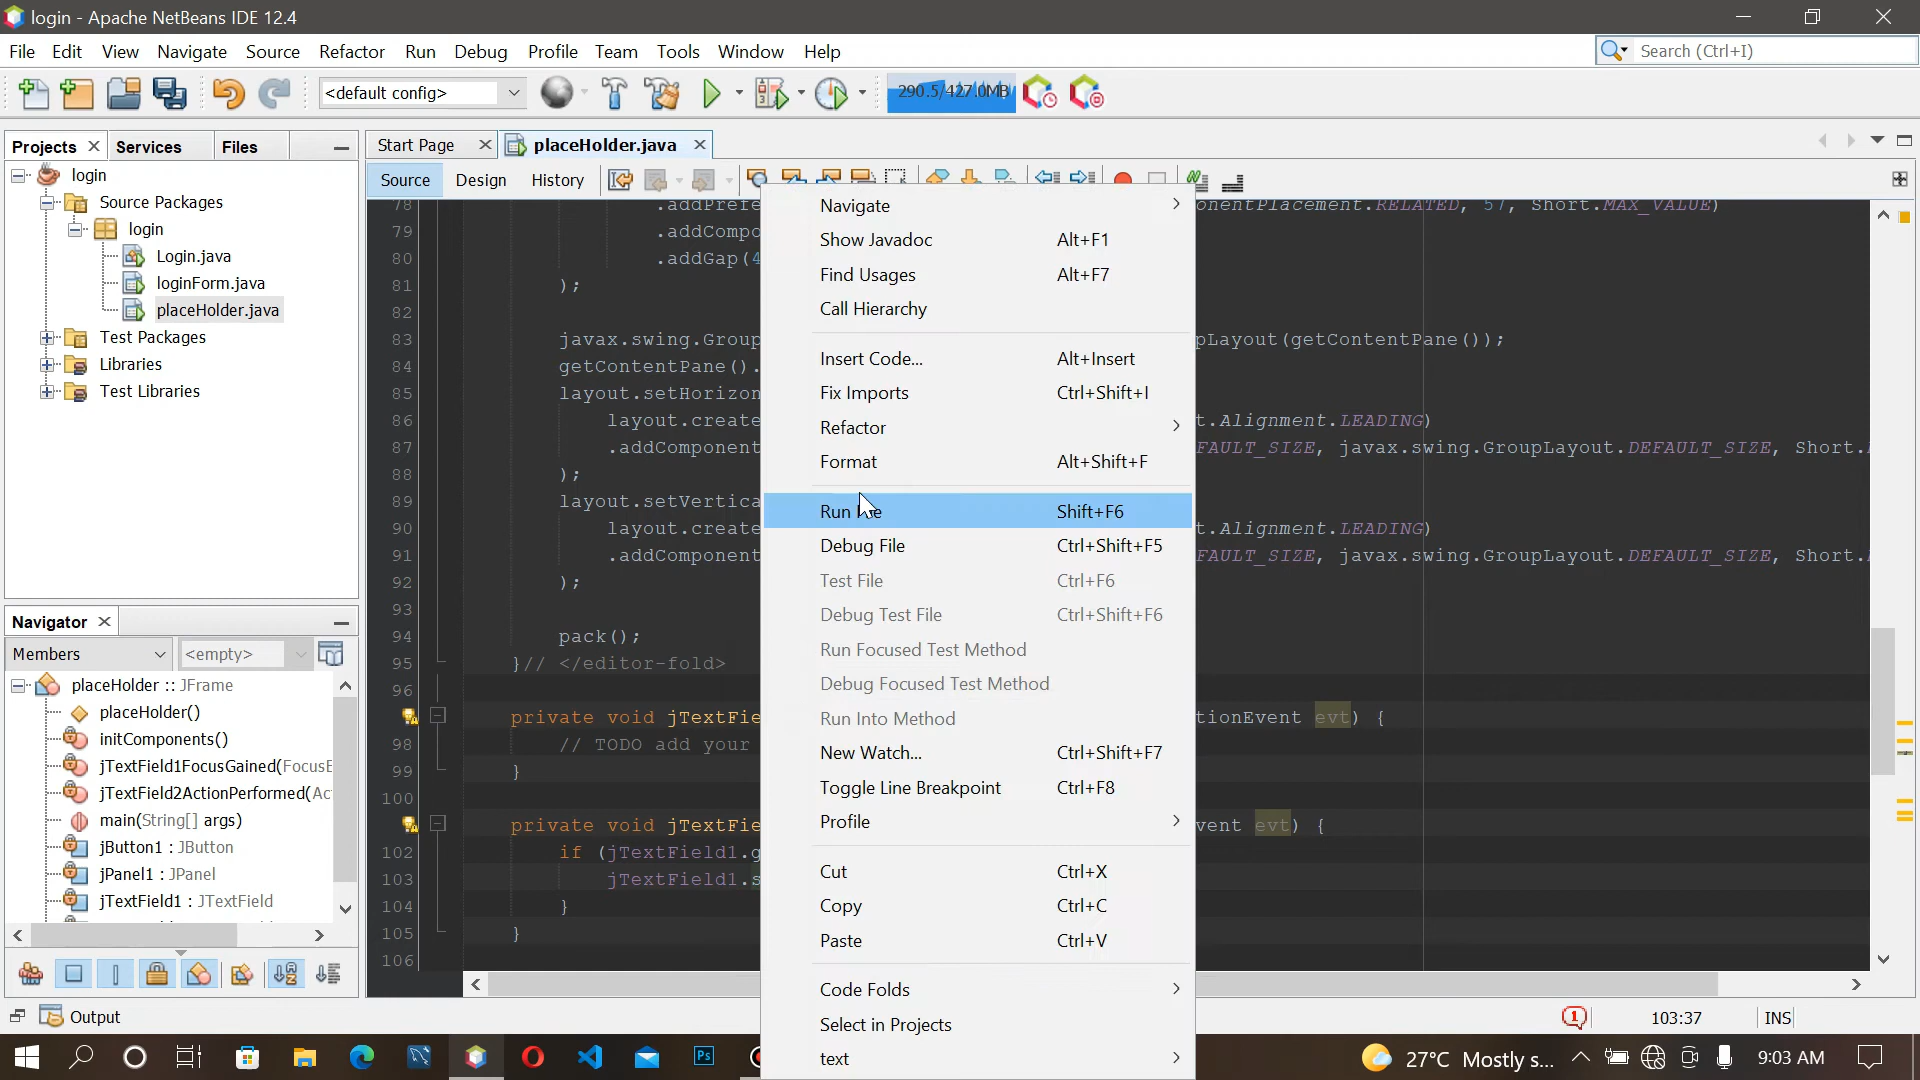 login - Apache NetBeans IDE 12.4
File Edit View Navigate Source Refactor Run Debug Profile Team Tools Window Help
Search (Ctrl+I)
<default config>
290.5/427.0MB
Projects Services Files
Start Page placeHolder.java
Source Design History
login
Source Packages
login
Login.java
loginForm.java
placeHolder.java
Test Packages
Libraries
Test Libraries
Navigator
Members <empty>
placeHolder :: JFrame
placeHolder()
initComponents()
jTextField1FocusGained(FocusE
jTextField2ActionPerformed(Ac
main(String[] args)
jButton1 : JButton
jPanel1 : JPanel
jTextField1 : JTextField
78 .addPrefe onentPlacement.RELATED, 57, Short.MAX_VALUE)
79 .addCompo
80 .addGap(4
81 );
82
83 javax.swing.Group pLayout(getContentPane());
84 getContentPane().
85 layout.setHorizon
86 layout.create t.Alignment.LEADING)
87 .addComponent FAULT_SIZE, javax.swing.GroupLayout.DEFAULT_SIZE, Short.
88 );
89 layout.setVertica
90 layout.create t.Alignment.LEADING)
91 .addComponent FAULT_SIZE, javax.swing.GroupLayout.DEFAULT_SIZE, Short.
92 );
93
94 pack();
95 }// </editor-fold>
96
private void jTextFie tionEvent evt) {
98 // TODO add your
99 }
100
private void jTextFie vent evt) {
102 if (jTextField1.g
103 jTextField1.s
104 }
105 }
106
Navigate
Show Javadoc Alt+F1
Find Usages Alt+F7
Call Hierarchy
Insert Code... Alt+Insert
Fix Imports Ctrl+Shift+I
Refactor
Format Alt+Shift+F
Run File Shift+F6
Debug File Ctrl+Shift+F5
Test File Ctrl+F6
Debug Test File Ctrl+Shift+F6
Run Focused Test Method
Debug Focused Test Method
Run Into Method
New Watch... Ctrl+Shift+F7
Toggle Line Breakpoint Ctrl+F8
Profile
Cut Ctrl+X
Copy Ctrl+C
Paste Ctrl+V
Code Folds
Select in Projects
text
Output
1
103:37 INS
Ps
27°C Mostly s...
9:03 AM